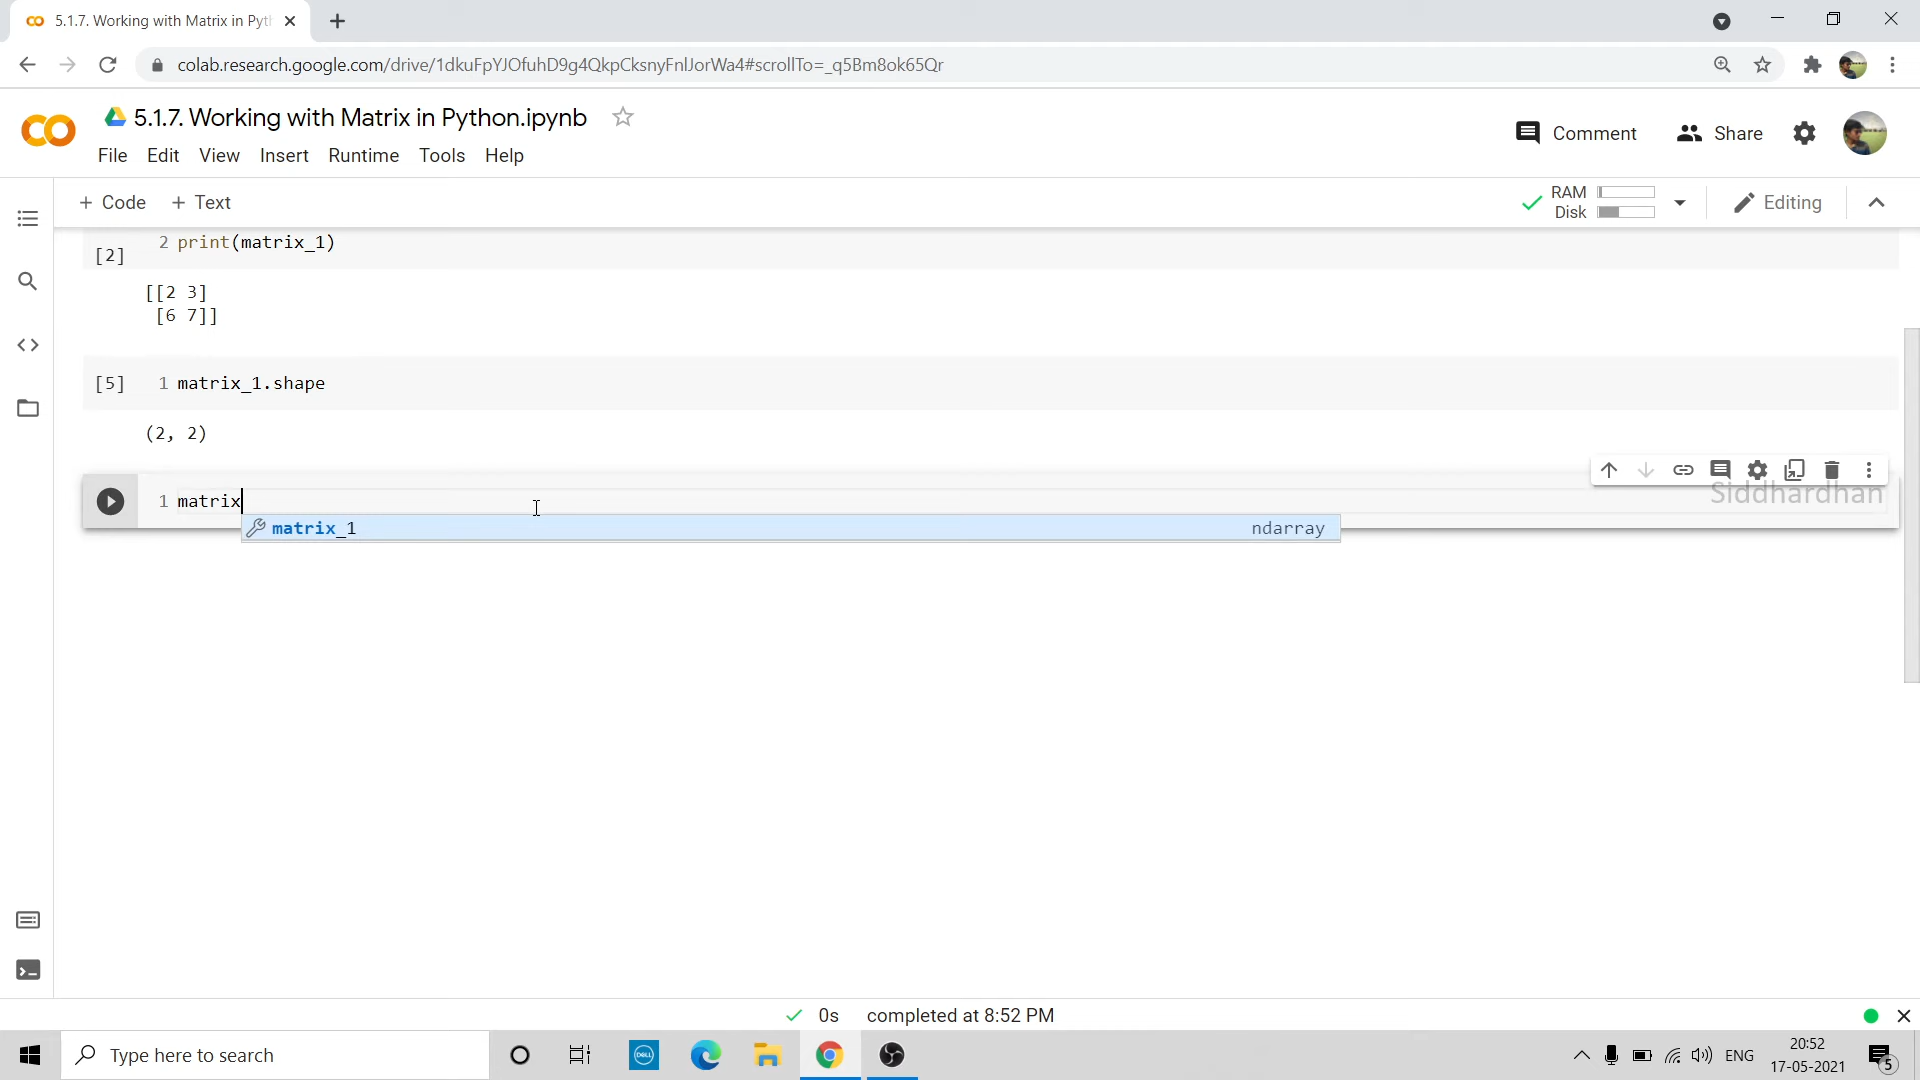 5.1.7. Working with Matrix in Pyth
colab.research.google.com/drive/1dkuFpYJOfuhD9g4QkpCksnyFnlJorWa4#scrollTo=_q5Bm8ok65Qr
5.1.7. Working with Matrix in Python.ipynb
Comment
Share
File Edit View Insert Runtime Tools Help
+ Code + Text
RAM
Disk
Editing
[2]
2 print(matrix_1)
[[2 3]
[6 7]]
[5] 1 matrix_1.shape
(2, 2)
Siddhardhan
1 matrix
matrix_1 ndarray
0s completed at 8:52 PM
Type here to search
DELL
ENG
20:52
17-05-2021
5